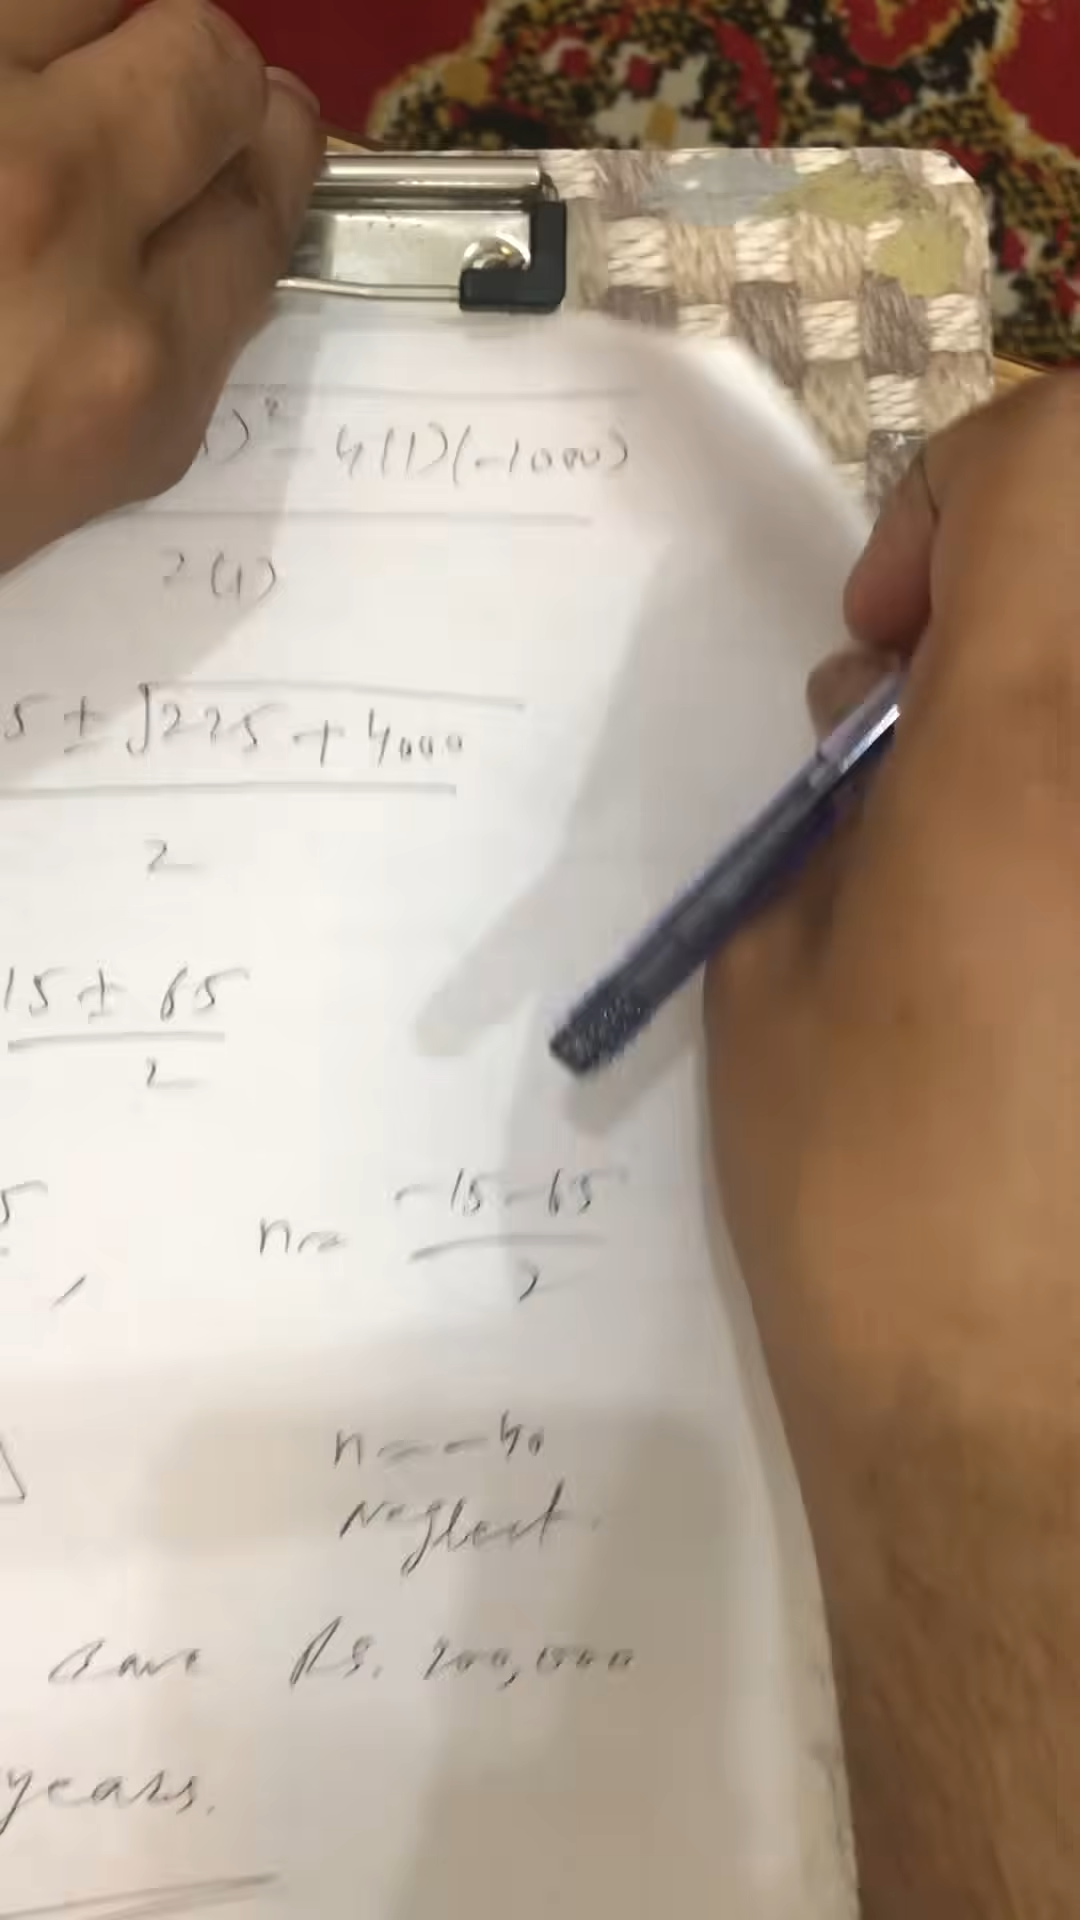 )² - 4(1)(-1000)
2(1)
5 ± √225 + 4000
2
15 ± 65
2
5
n = -15-65
2
n = -40
Neglect.
save Rs. 200,000
years.